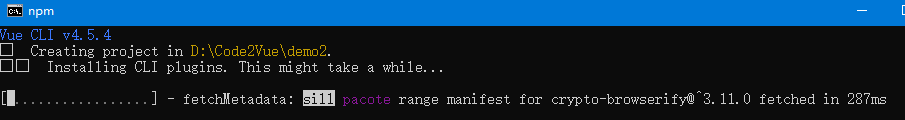 npm
Vue CLI v4.5.4
Creating project in D:\Code2Vue\demo2.
Installing CLI plugins. This might take a while...
[ ................] - fetchMetadata: sill pacote range manifest for crypto-browserify@^3.11.0 fetched in 287ms